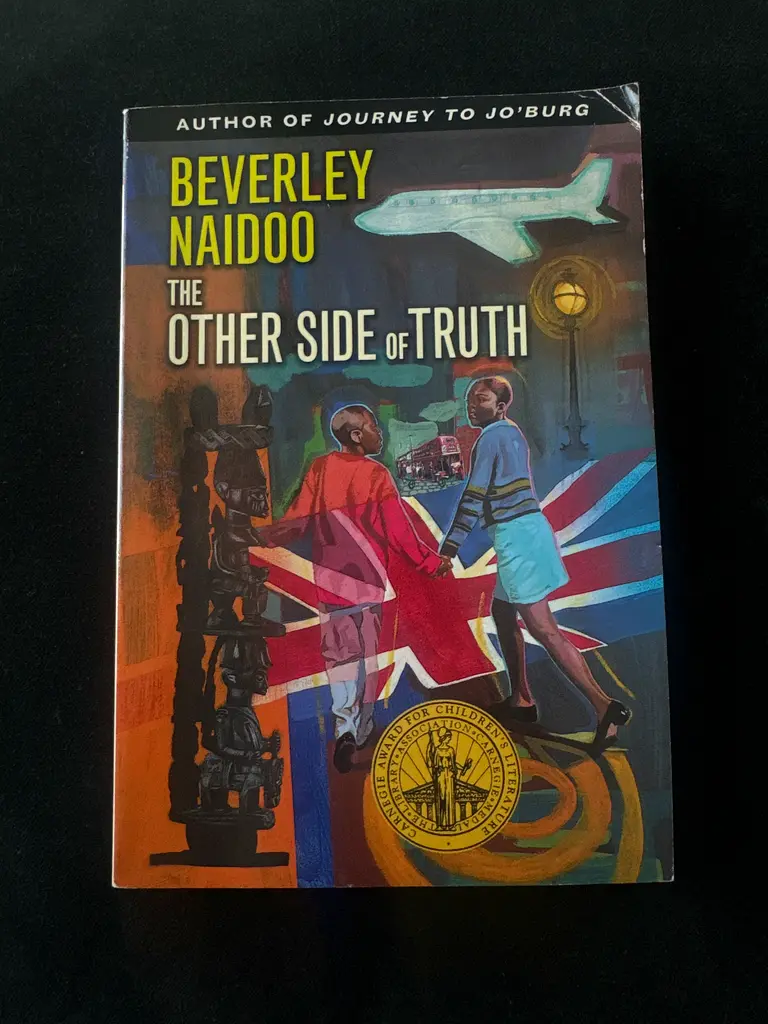 AUTHOR OF JOURNEY TO JO'BURG
BEVERLEY
NAIDOO
THE
OTHER SIDE OF TRUTH
CARNEGIE AWARD FOR CHILDREN'S LITERATURE
THE LIBRARY ASSOCIATION CARNEGIE MEDAL